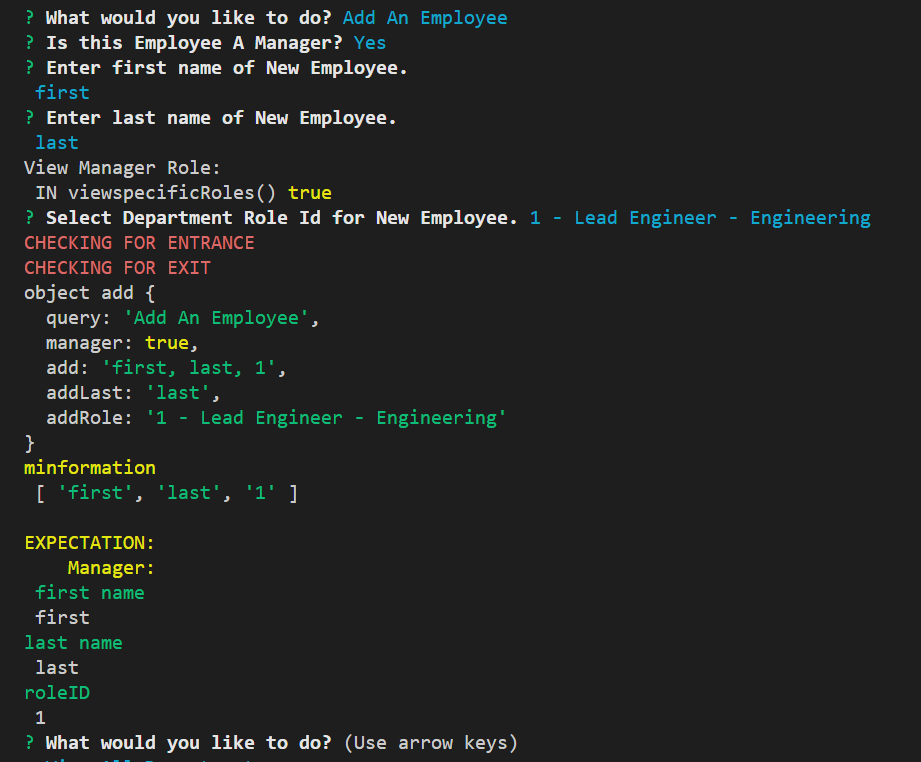 ? What would you like to do? Add An Employee
? Is this Employee A Manager? Yes
? Enter first name of New Employee.
first
? Enter last name of New Employee.
last
View Manager Role:
IN viewspecificRoles() true
? Select Department Role Id for New Employee. 1 - Lead Engineer - Engineering
CHECKING FOR ENTRANCE
CHECKING FOR EXIT
object add {
query: 'Add An Employee',
manager: true,
add: 'first, last, 1',
addLast: 'last',
addRole: '1 - Lead Engineer - Engineering'
}
minformation
[ 'first', 'last', '1' ]
EXPECTATION:
Manager:
first name
first
last name
last
roleID
1
? What would you like to do? (Use arrow keys)